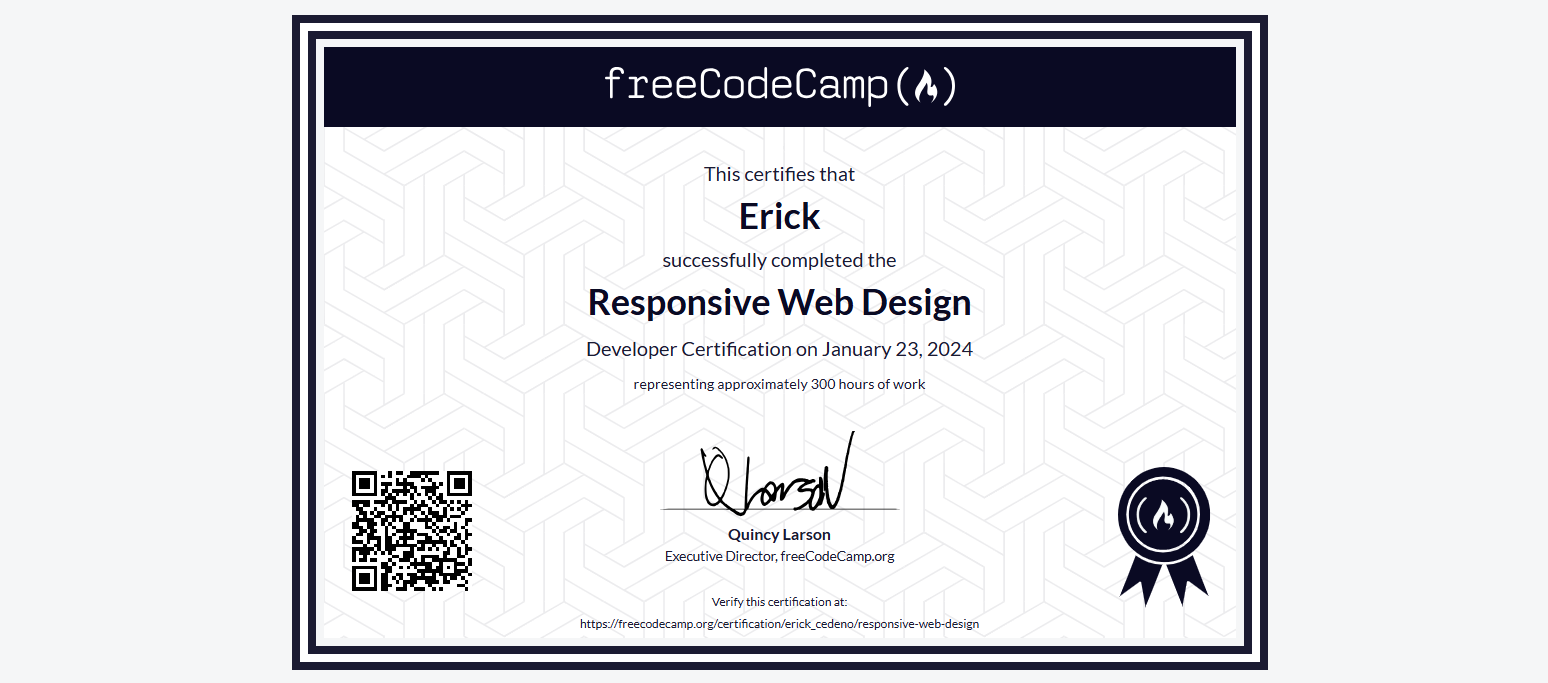 freeCodeCamp
This certifies that
Erick
successfully completed the
Responsive Web Design
Developer Certification on January 23, 2024
representing approximately 300 hours of work
QLarson
Quincy Larson
Executive Director, freeCodeCamp.org
Verify this certification at:
https://freecodecamp.org/certification/erick_cedeno/responsive-web-design